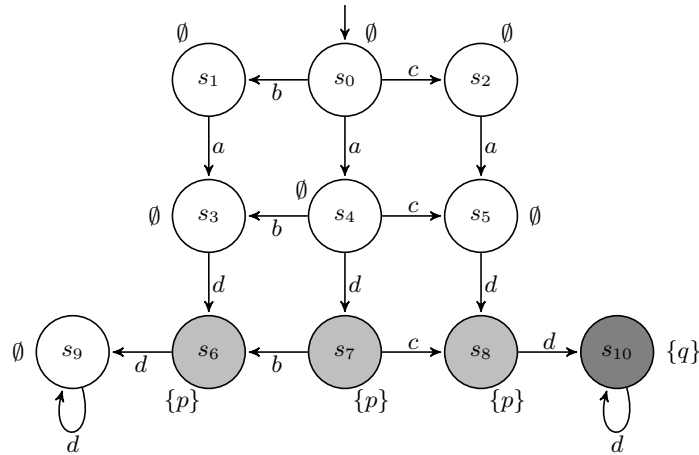 ∅ ∅ ∅
s₁ b s₀ c s₂
a a a
∅
∅ s₃ b s₄ c s₅ ∅
d d d
∅ s₉ d s₆ b s₇ c s₈ d s₁₀ {q}
{p} {p} {p}
d d